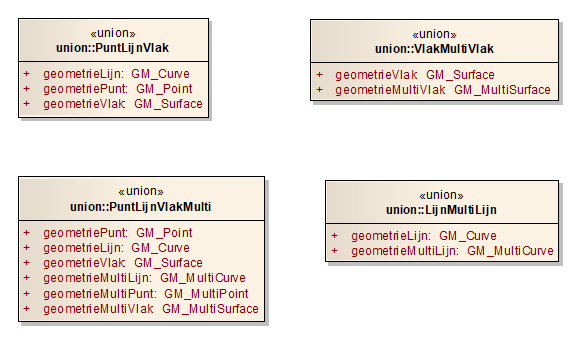 «union»
union::PuntLijnVlak
+ geometrieLijn: GM_Curve
+ geometriePunt: GM_Point
+ geometrieVlak: GM_Surface
«union»
union::VlakMultiVlak
+ geometrieVlak: GM_Surface
+ geometrieMultiVlak: GM_MultiSurface
«union»
union::PuntLijnVlakMulti
+ geometriePunt: GM_Point
+ geometrieLijn: GM_Curve
+ geometrieVlak: GM_Surface
+ geometrieMultiLijn: GM_MultiCurve
+ geometrieMultiPunt: GM_MultiPoint
+ geometrieMultiVlak: GM_MultiSurface
«union»
union::LijnMultiLijn
+ geometrieLijn: GM_Curve
+ geometrieMultiLijn: GM_MultiCurve